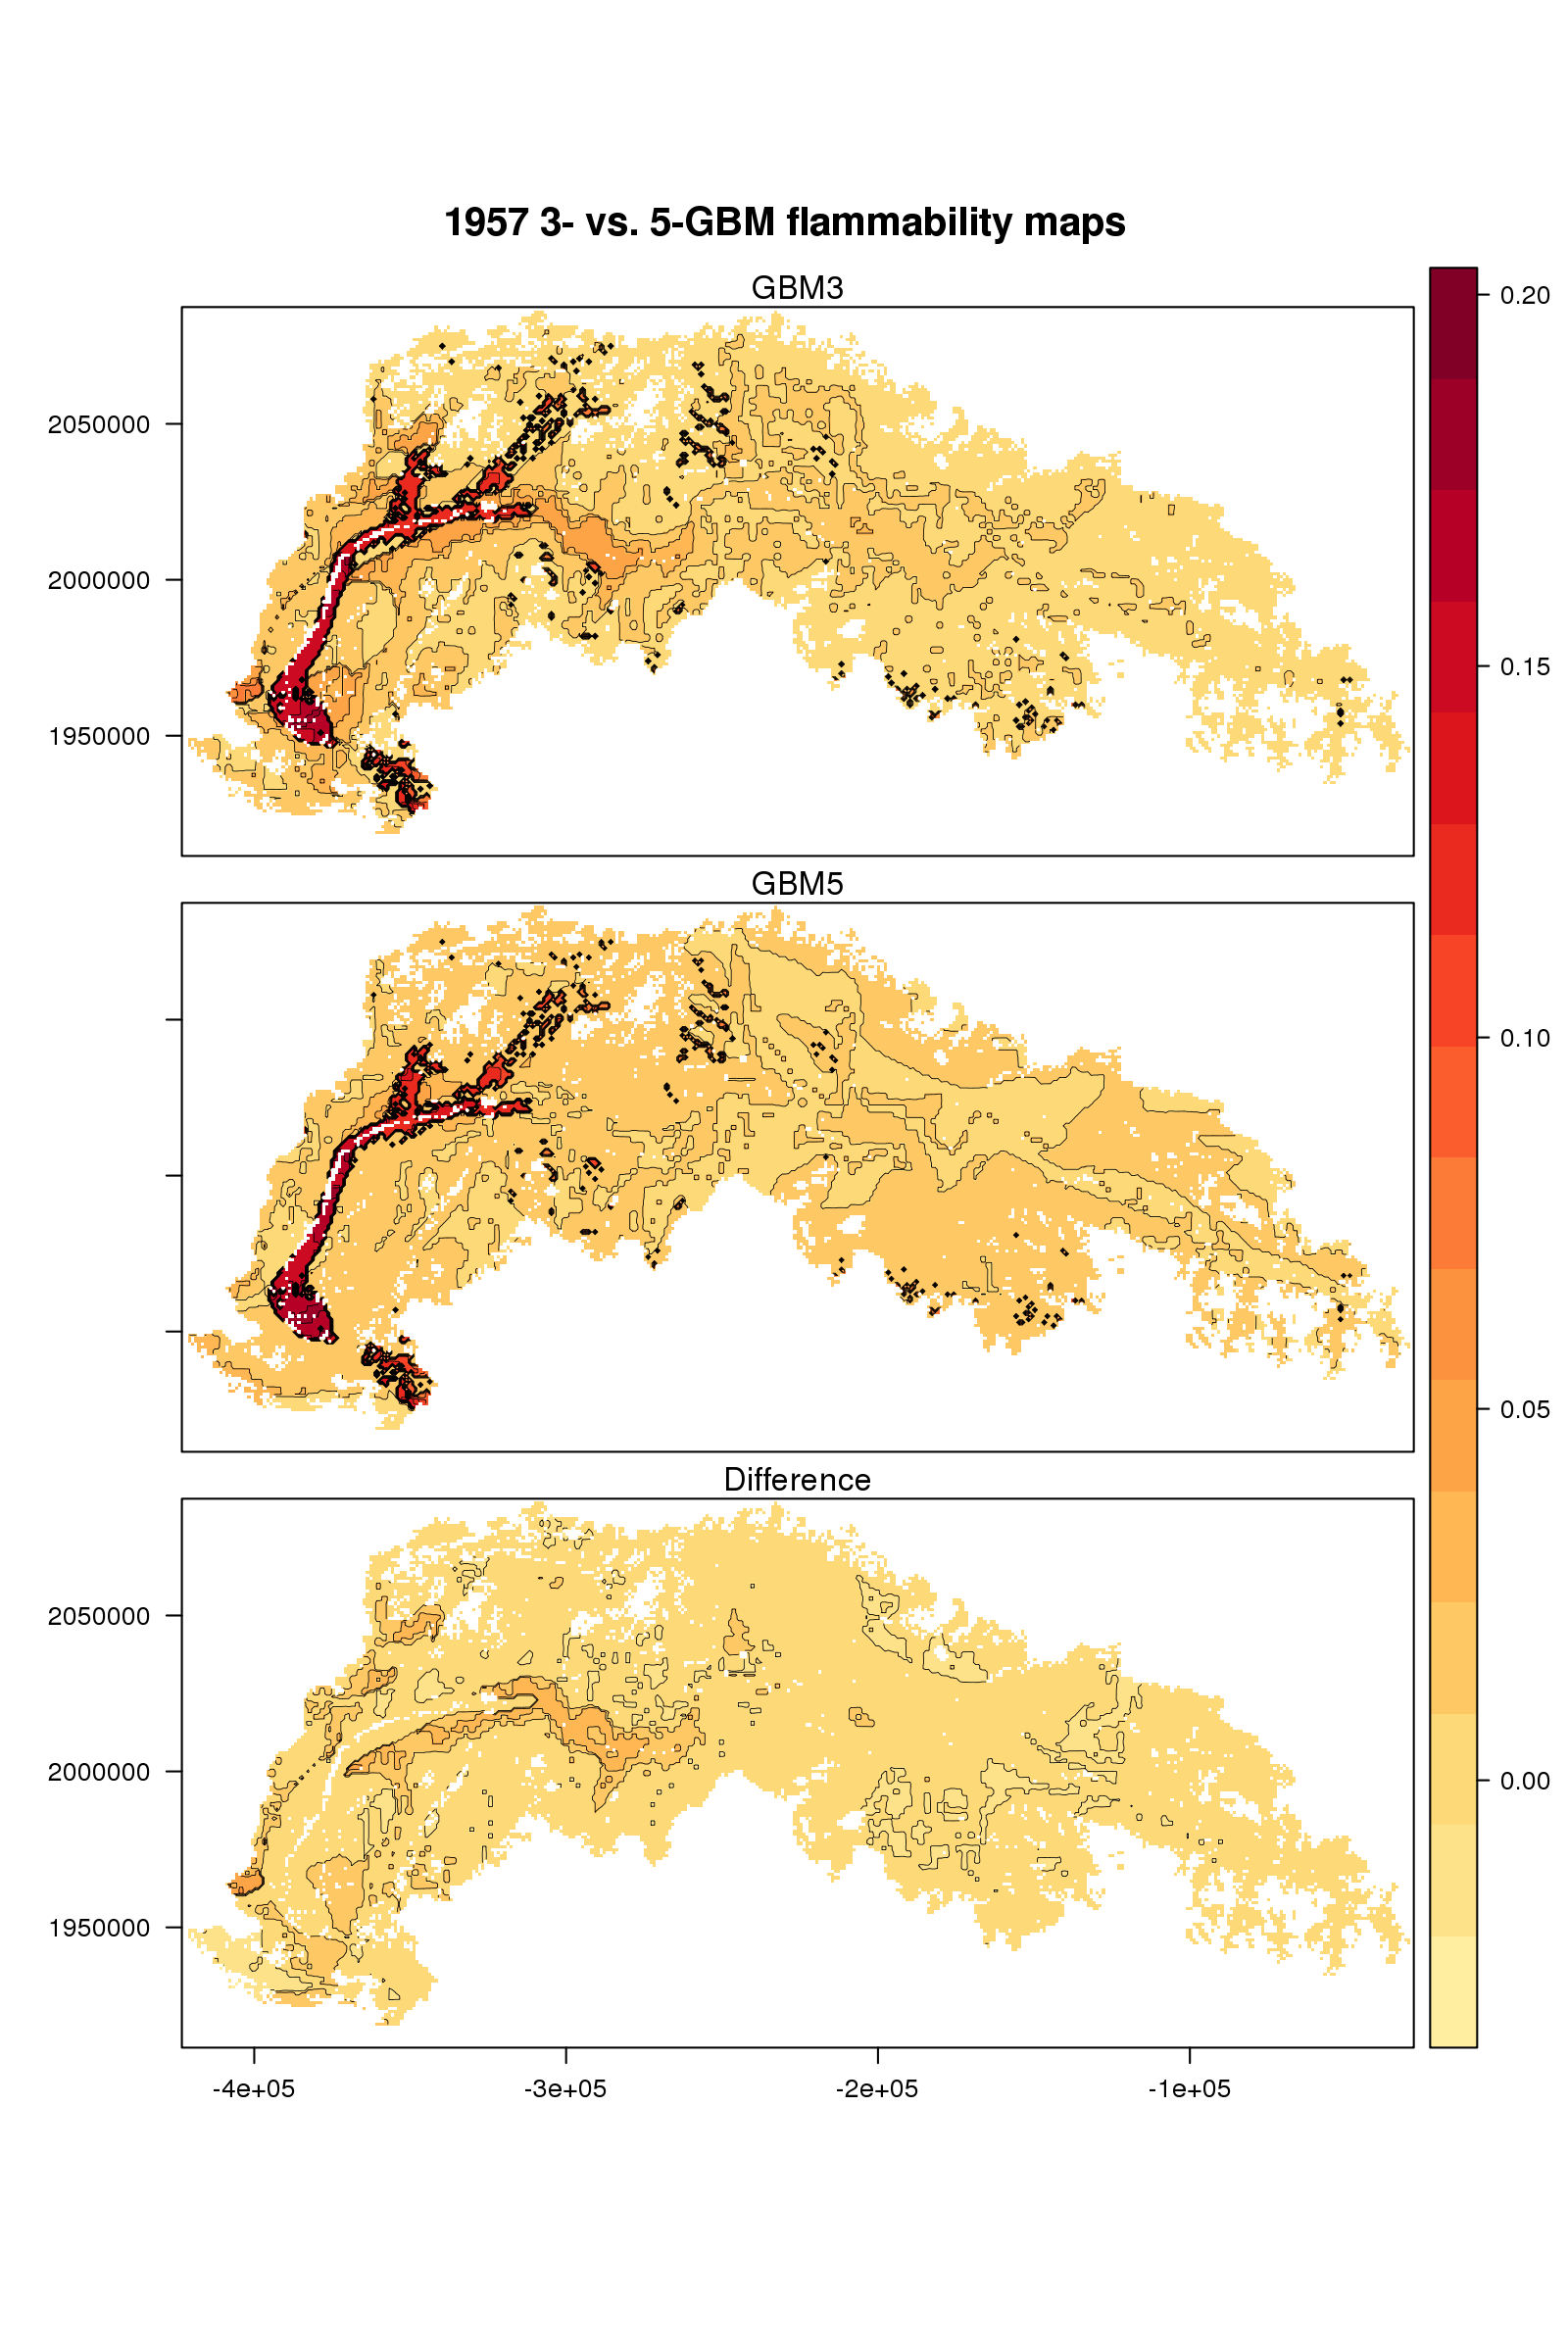 1957 3- vs. 5-GBM flammability maps
GBM3
2050000
2000000
1950000
GBM5
Difference
2050000
2000000
1950000
-4e+05 -3e+05 -2e+05 -1e+05
0.20
0.15
0.10
0.05
0.00